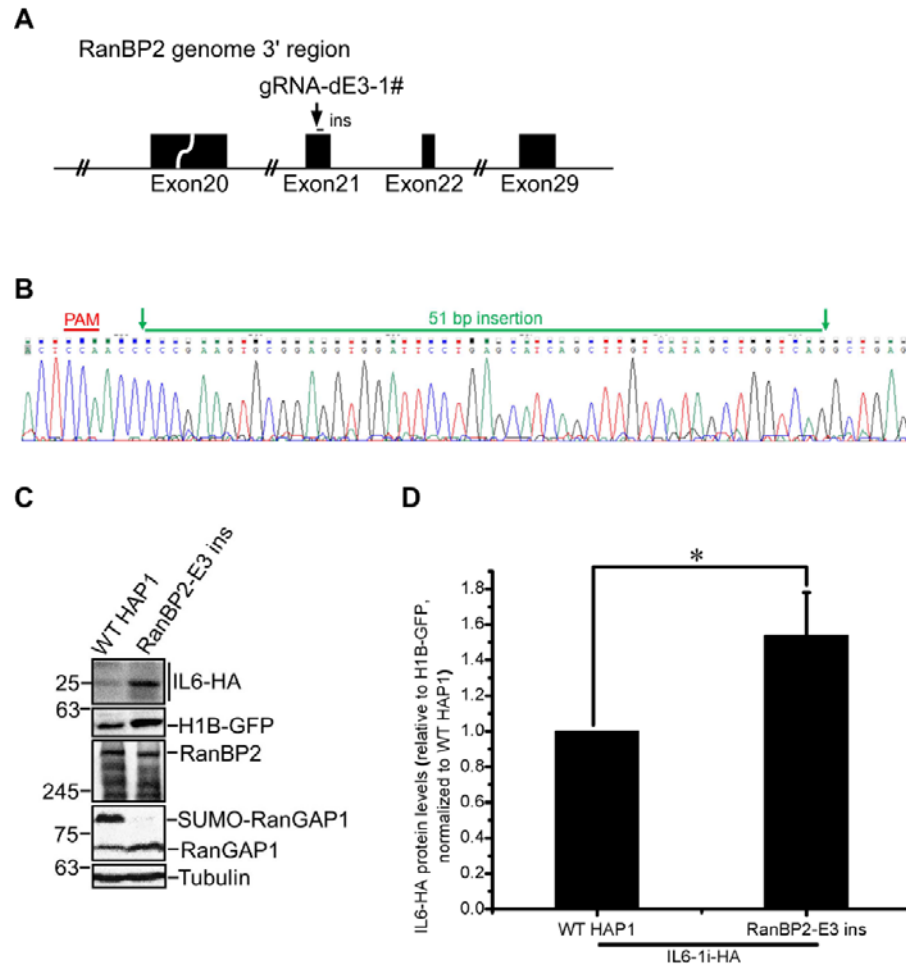 A
RanBP2 genome 3' region
gRNA-dE3-1#
ins
Exon20
Exon21
Exon22
Exon29
B
PAM
51 bp insertion
C
WT HAP1
RanBP2-E3 ins
25
IL6-HA
63
H1B-GFP
RanBP2
245
SUMO-RanGAP1
75
RanGAP1
63
Tubulin
D
*
IL6-HA protein levels (relative to H1B-GFP,
normalized to WT HAP1)
1.8
1.6
1.4
1.2
1.0
0.8
0.6
0.4
0.2
0.0
WT HAP1
RanBP2-E3 ins
IL6-1i-HA